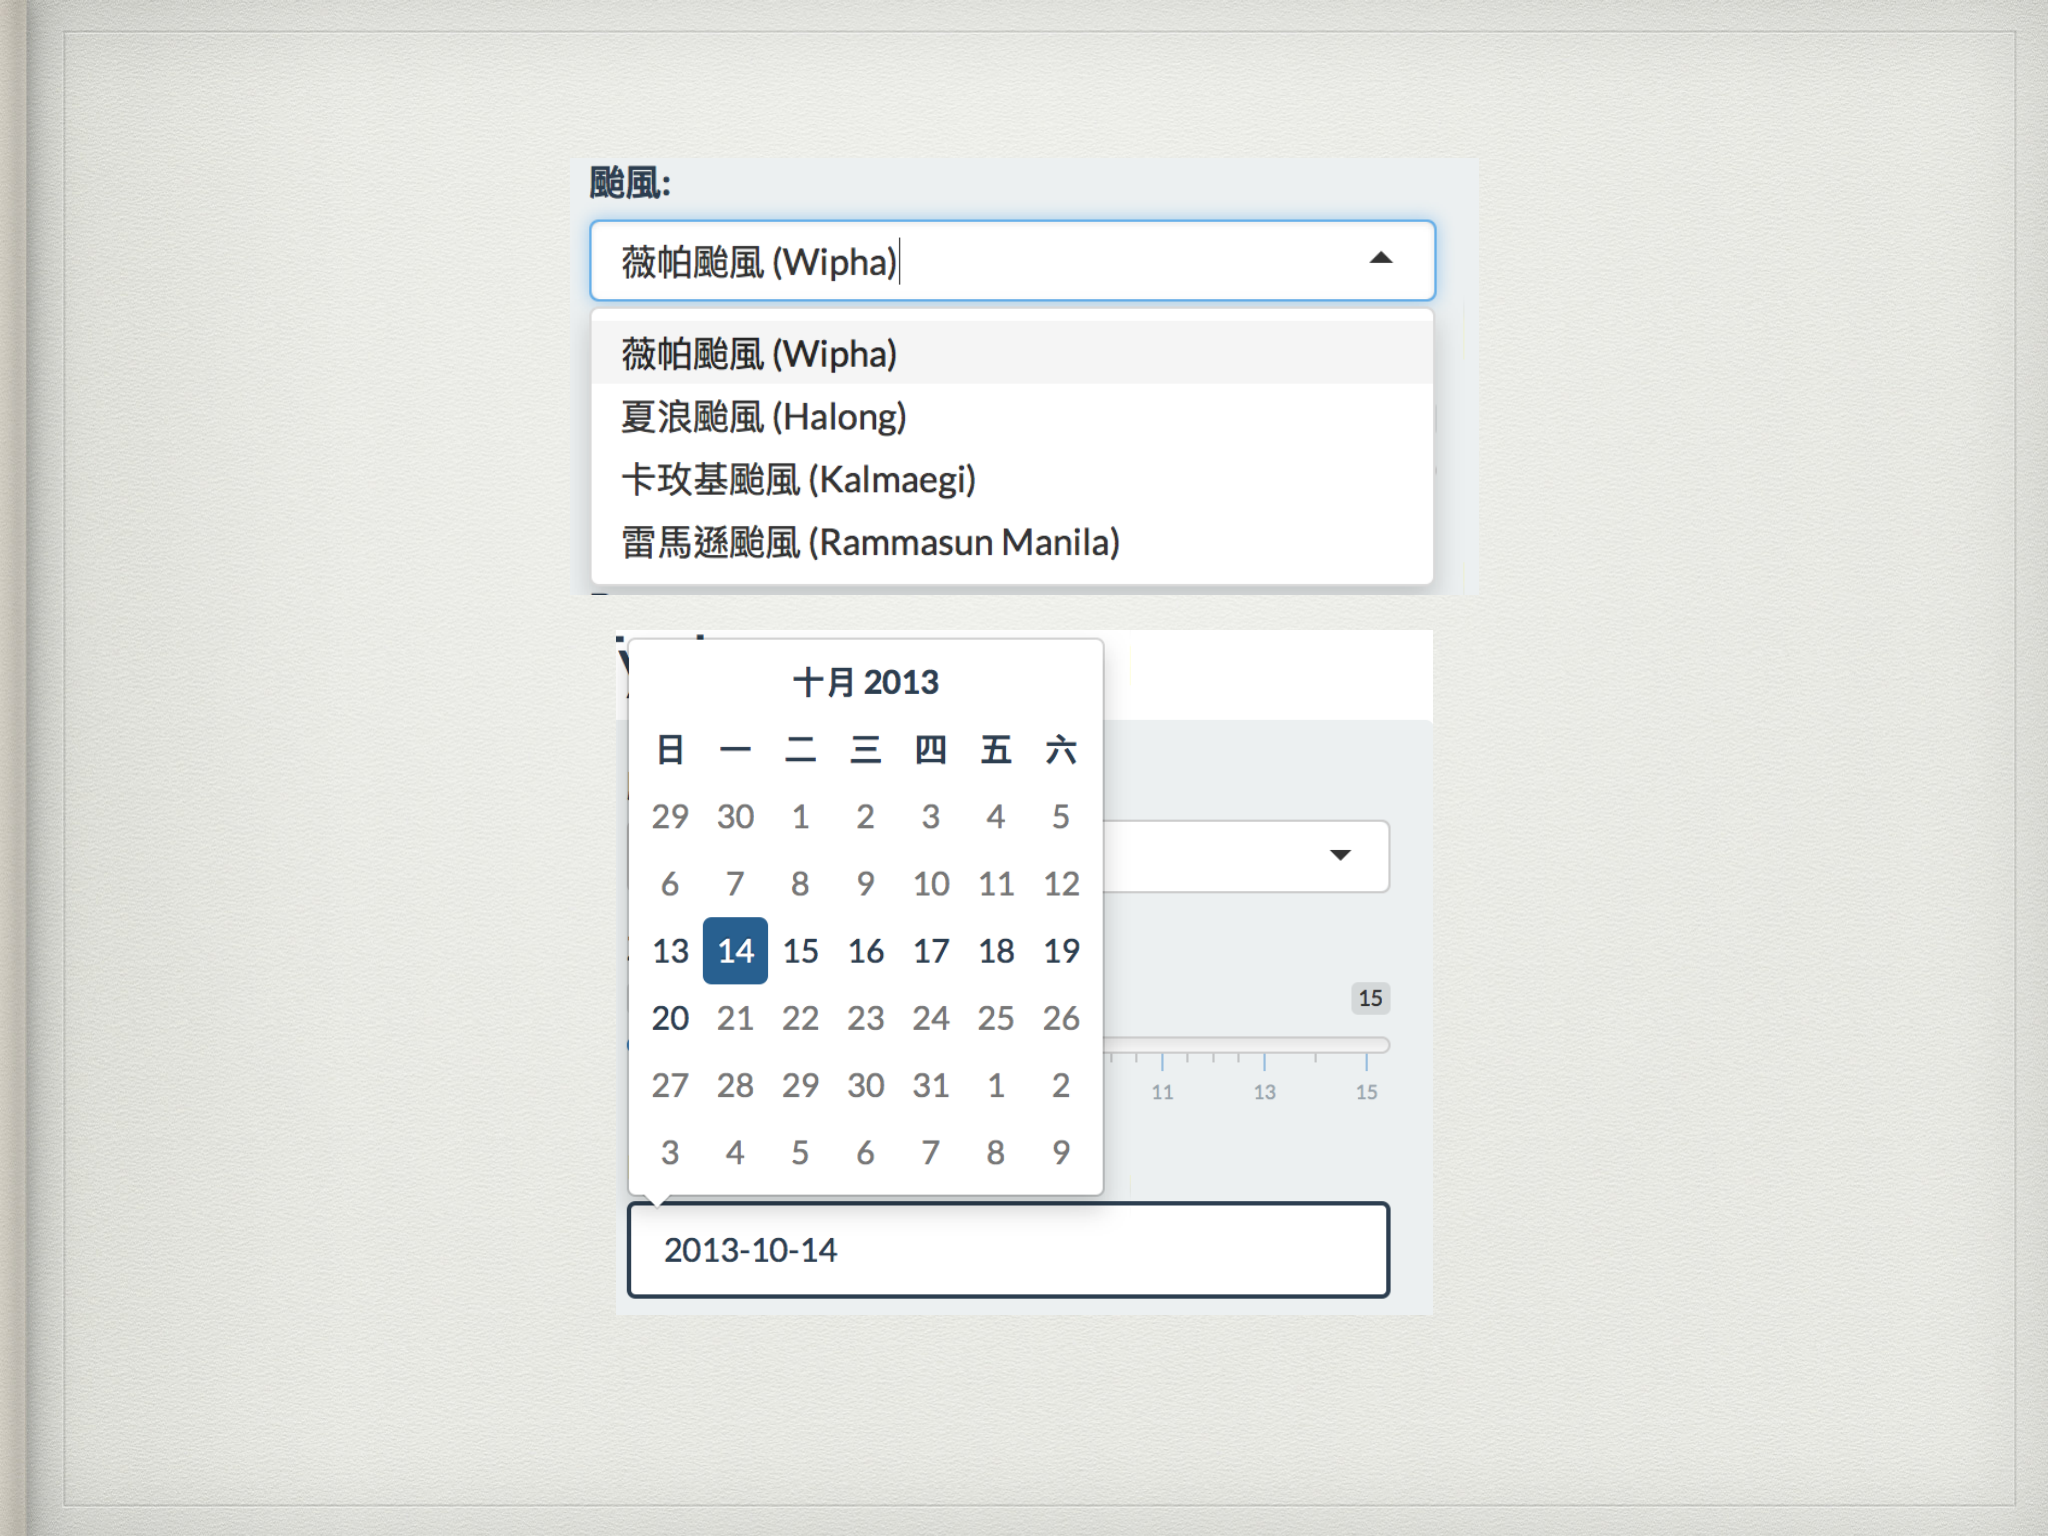 颱風:
薇帕颱風 (Wipha)
薇帕颱風 (Wipha)
夏浪颱風 (Halong)
卡玫基颱風 (Kalmaegi)
雷馬遜颱風 (Rammasun Manila)
十月 2013
日 一 二 三 四 五 六
29 30 1 2 3 4 5
6 7 8 9 10 11 12
13 14 15 16 17 18 19
20 21 22 23 24 25 26
27 28 29 30 31 1 2
3 4 5 6 7 8 9
15
11 13 15
2013-10-14